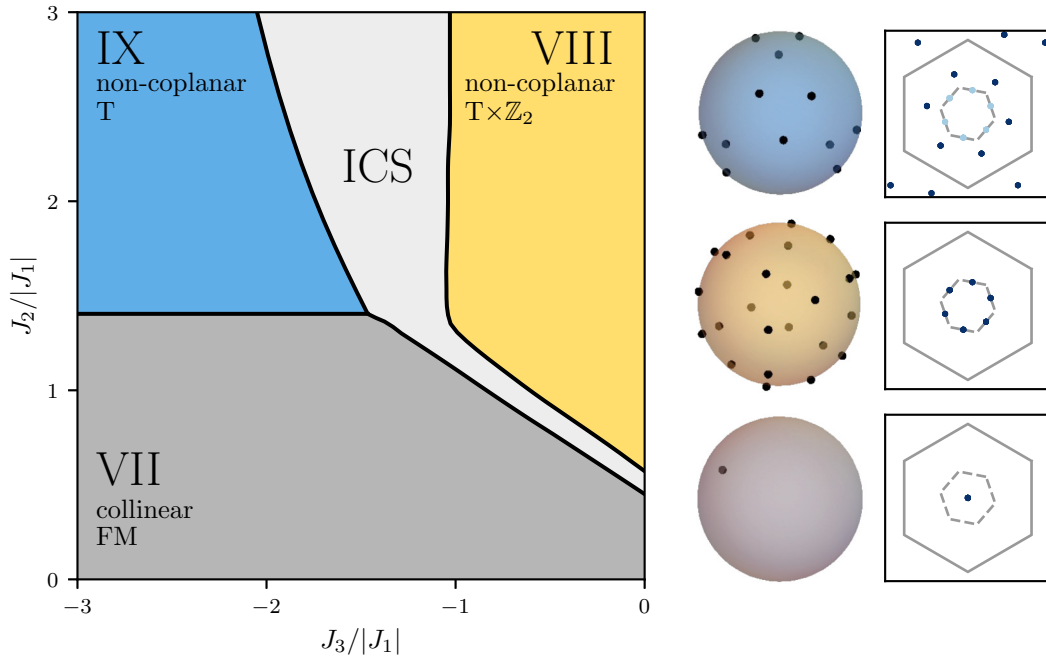 3
2
1
0
J₂/|J₁|
IX
non-coplanar
T
ICS
VIII
non-coplanar
T×ℤ₂
VII
collinear
FM
−3
−2
−1
0
J₃/|J₁|